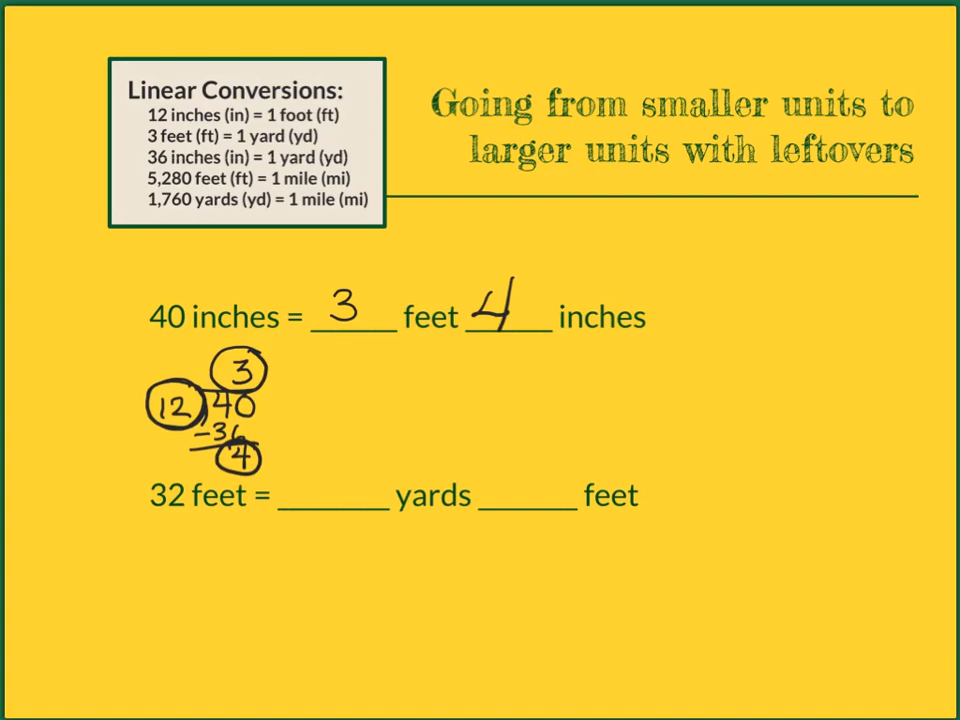 Linear Conversions:
12 inches (in) = 1 foot (ft)
3 feet (ft) = 1 yard (yd)
36 inches (in) = 1 yard (yd)
5,280 feet (ft) = 1 mile (mi)
1,760 yards (yd) = 1 mile (mi)
Going from smaller units to
larger units with leftovers
40 inches = 3 feet 4 inches
3
12)40
-36
4
32 feet = ______ yards ______ feet